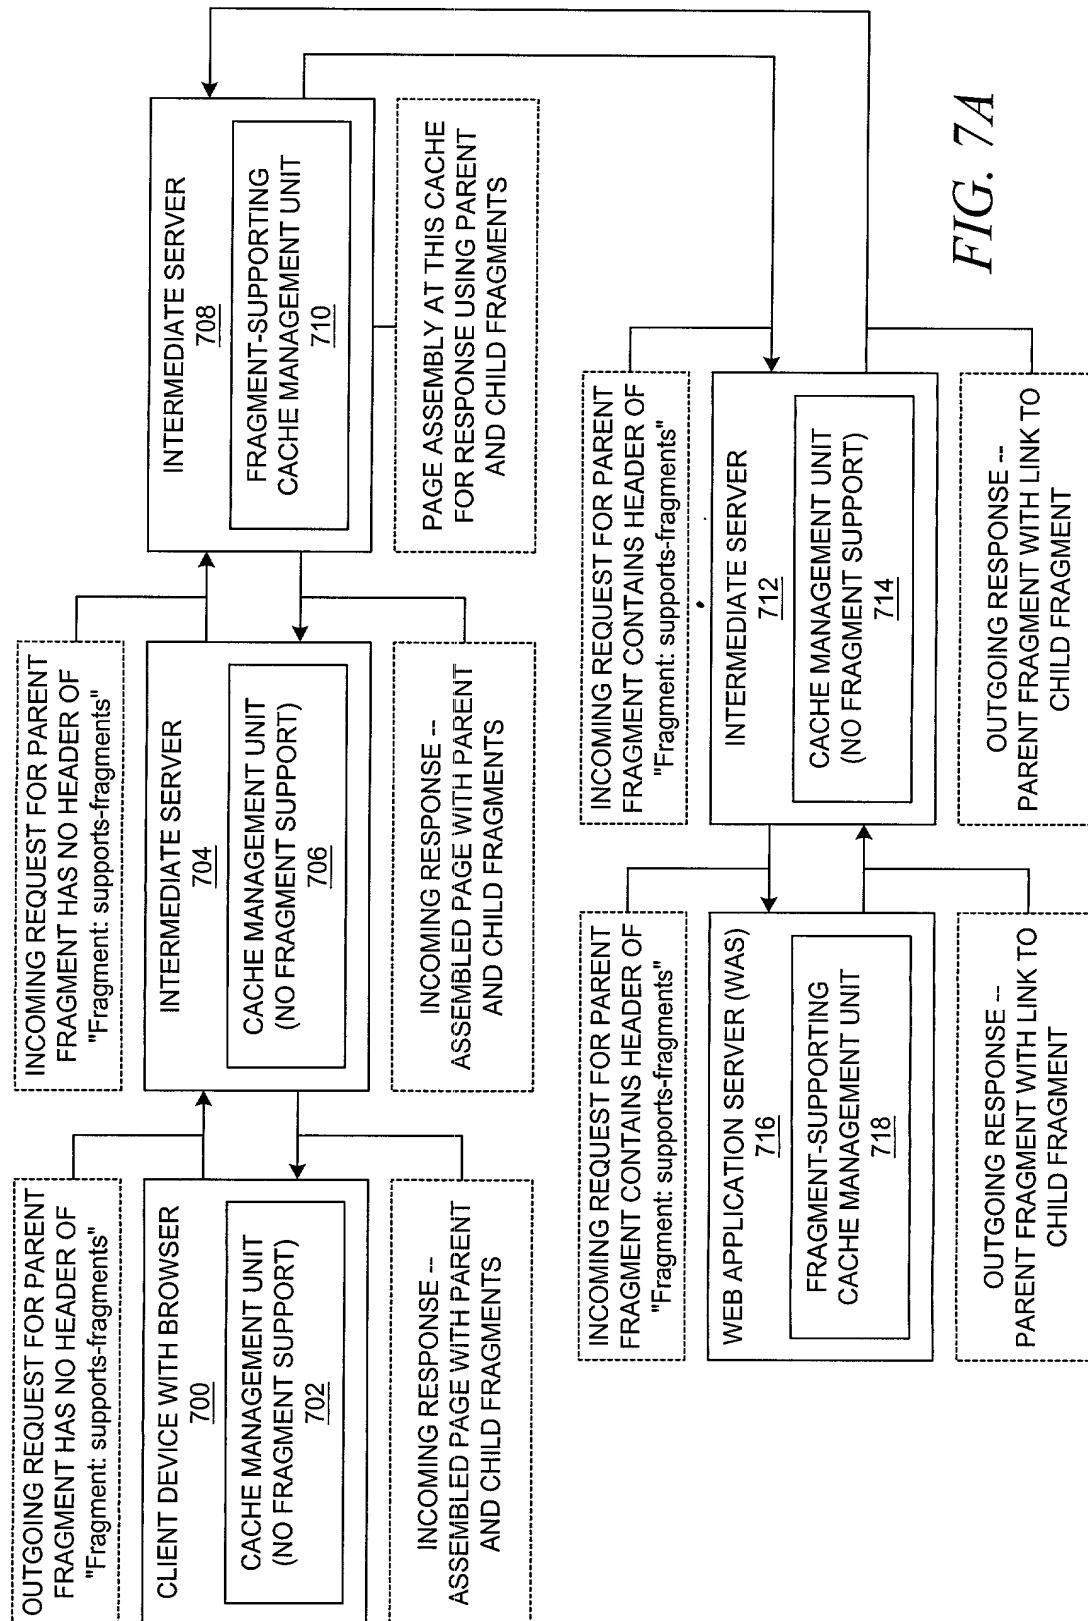 OUTGOING REQUEST FOR PARENT
FRAGMENT HAS NO HEADER OF
"Fragment: supports-fragments"
CLIENT DEVICE WITH BROWSER
700
CACHE MANAGEMENT UNIT
(NO FRAGMENT SUPPORT)
702
INCOMING RESPONSE --
ASSEMBLED PAGE WITH PARENT
AND CHILD FRAGMENTS
INCOMING REQUEST FOR PARENT
FRAGMENT HAS NO HEADER OF
"Fragment: supports-fragments"
INTERMEDIATE SERVER
704
CACHE MANAGEMENT UNIT
(NO FRAGMENT SUPPORT)
706
INCOMING RESPONSE --
ASSEMBLED PAGE WITH PARENT
AND CHILD FRAGMENTS
INTERMEDIATE SERVER
708
FRAGMENT-SUPPORTING
CACHE MANAGEMENT UNIT
710
PAGE ASSEMBLY AT THIS CACHE
FOR RESPONSE USING PARENT
AND CHILD FRAGMENTS
INCOMING REQUEST FOR PARENT
FRAGMENT CONTAINS HEADER OF
"Fragment: supports-fragments"
WEB APPLICATION SERVER (WAS)
716
FRAGMENT-SUPPORTING
CACHE MANAGEMENT UNIT
718
OUTGOING RESPONSE --
PARENT FRAGMENT WITH LINK TO
CHILD FRAGMENT
INCOMING REQUEST FOR PARENT
FRAGMENT CONTAINS HEADER OF
"Fragment: supports-fragments"
INTERMEDIATE SERVER
712
CACHE MANAGEMENT UNIT
(NO FRAGMENT SUPPORT)
714
OUTGOING RESPONSE --
PARENT FRAGMENT WITH LINK TO
CHILD FRAGMENT
FIG. 7A